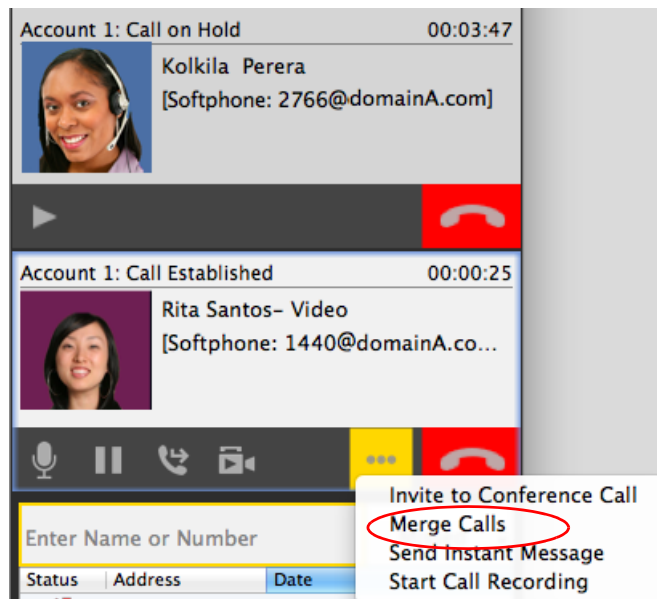 Account 1: Call on Hold 00:03:47
Kolkila Perera
[Softphone: 2766@domainA.com]
Account 1: Call Established 00:00:25
Rita Santos– Video
[Softphone: 1440@domainA.co...
Invite to Conference Call
Merge Calls
Enter Name or Number
Send Instant Message
Status Address Date
Start Call Recording